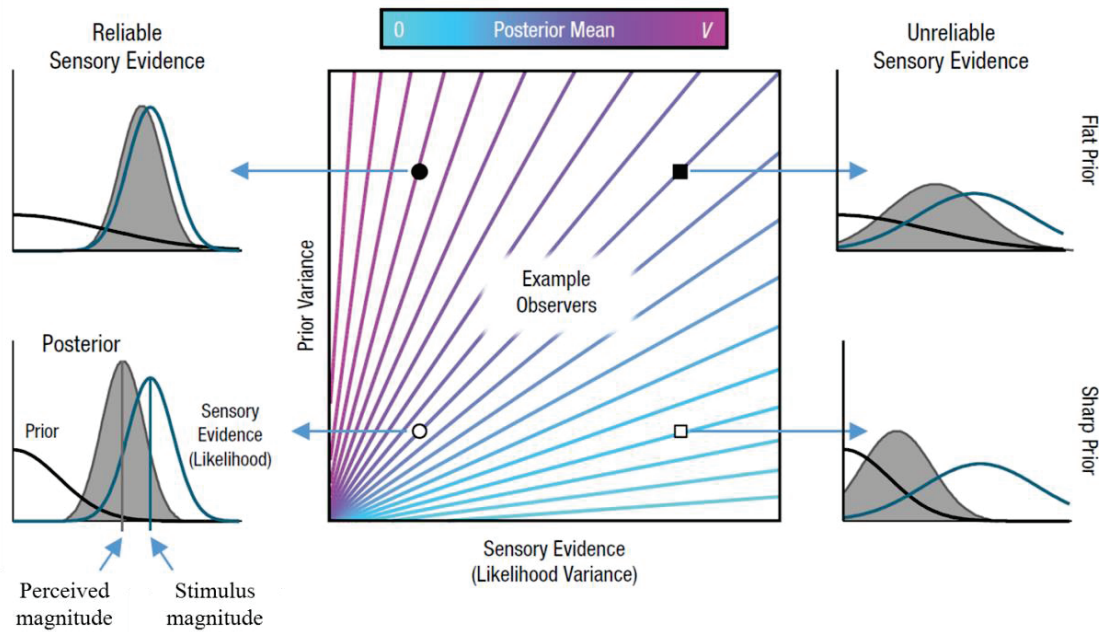 0 Posterior Mean V
Reliable
Sensory Evidence
Unreliable
Sensory Evidence
Flat Prior
Prior Variance
Example
Observers
Posterior
Prior
Sensory
Evidence
(Likelihood)
Sharp Prior
Sensory Evidence
(Likelihood Variance)
Perceived
magnitude
Stimulus
magnitude